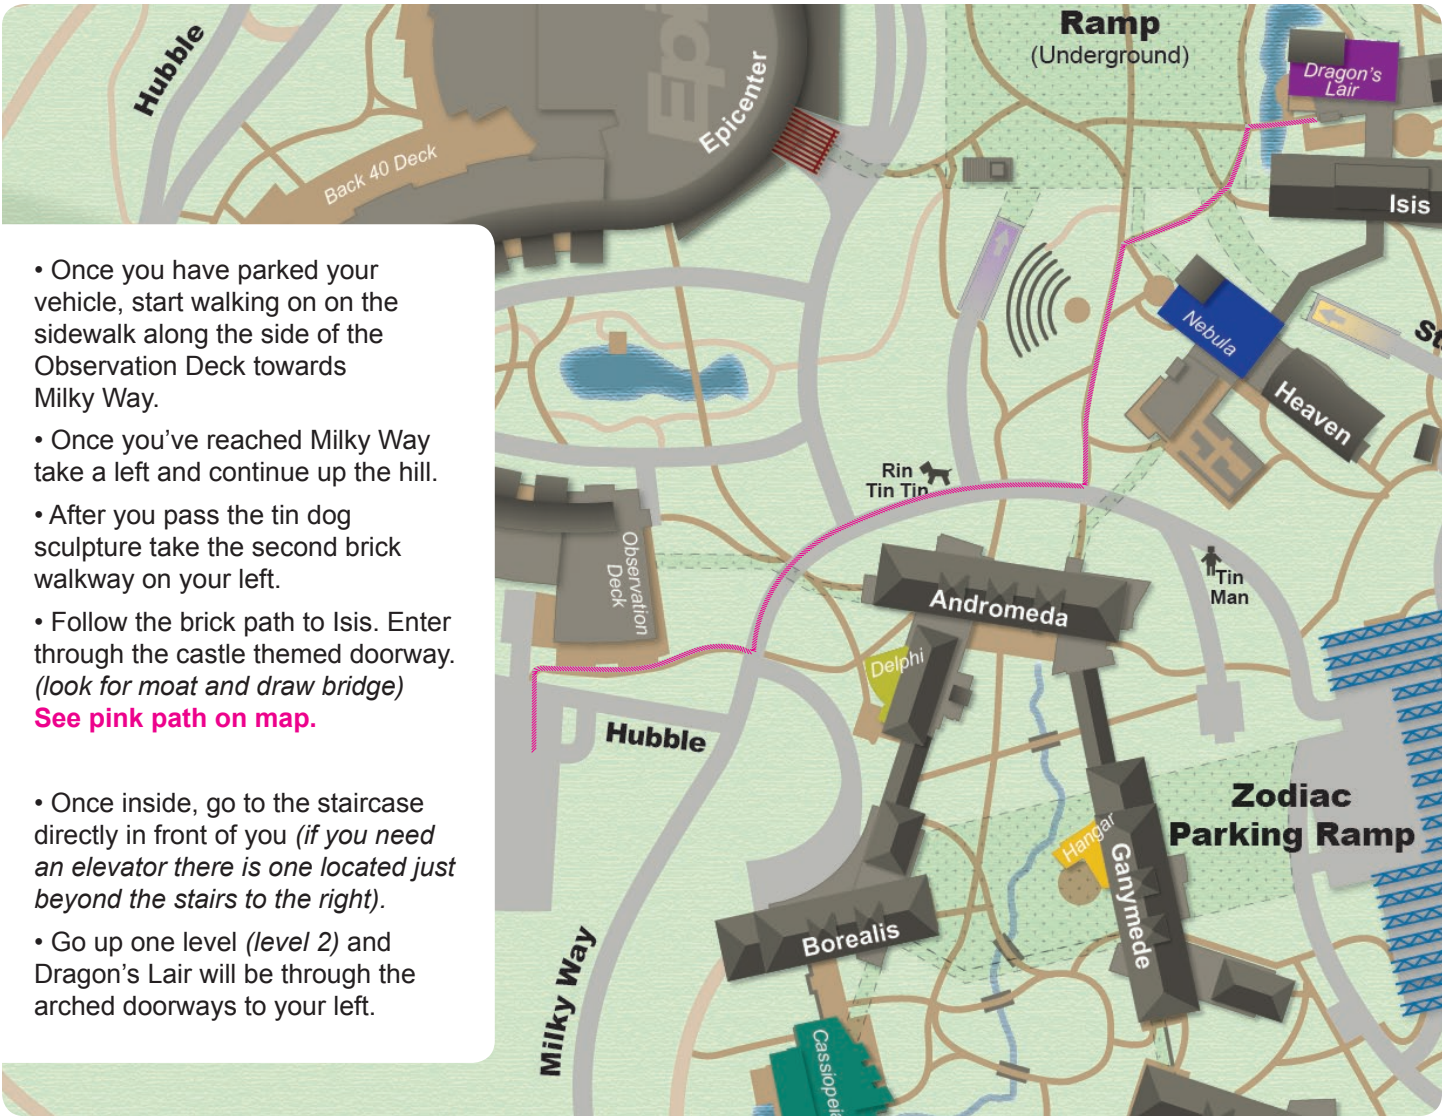 Hubble
Back 40 Deck
Epi
Epicenter
Ramp
(Underground)
Dragon's
Lair
Isis
Nebula
Heaven
• Once you have parked your
vehicle, start walking on on the
sidewalk along the side of the
Observation Deck towards
Milky Way.
• Once you’ve reached Milky Way
take a left and continue up the hill.
• After you pass the tin dog
sculpture take the second brick
walkway on your left.
• Follow the brick path to Isis. Enter
through the castle themed doorway.
(look for moat and draw bridge)
See pink path on map.
• Once inside, go to the staircase
directly in front of you (if you need
an elevator there is one located just
beyond the stairs to the right).
• Go up one level (level 2) and
Dragon’s Lair will be through the
arched doorways to your left.
Rin
Tin Tin
Observation
Deck
Andromeda
Tin
Man
Delphi
Hubble
Zodiac
Parking Ramp
Hangar
Ganymede
Borealis
Milky Way
Cassiopeia